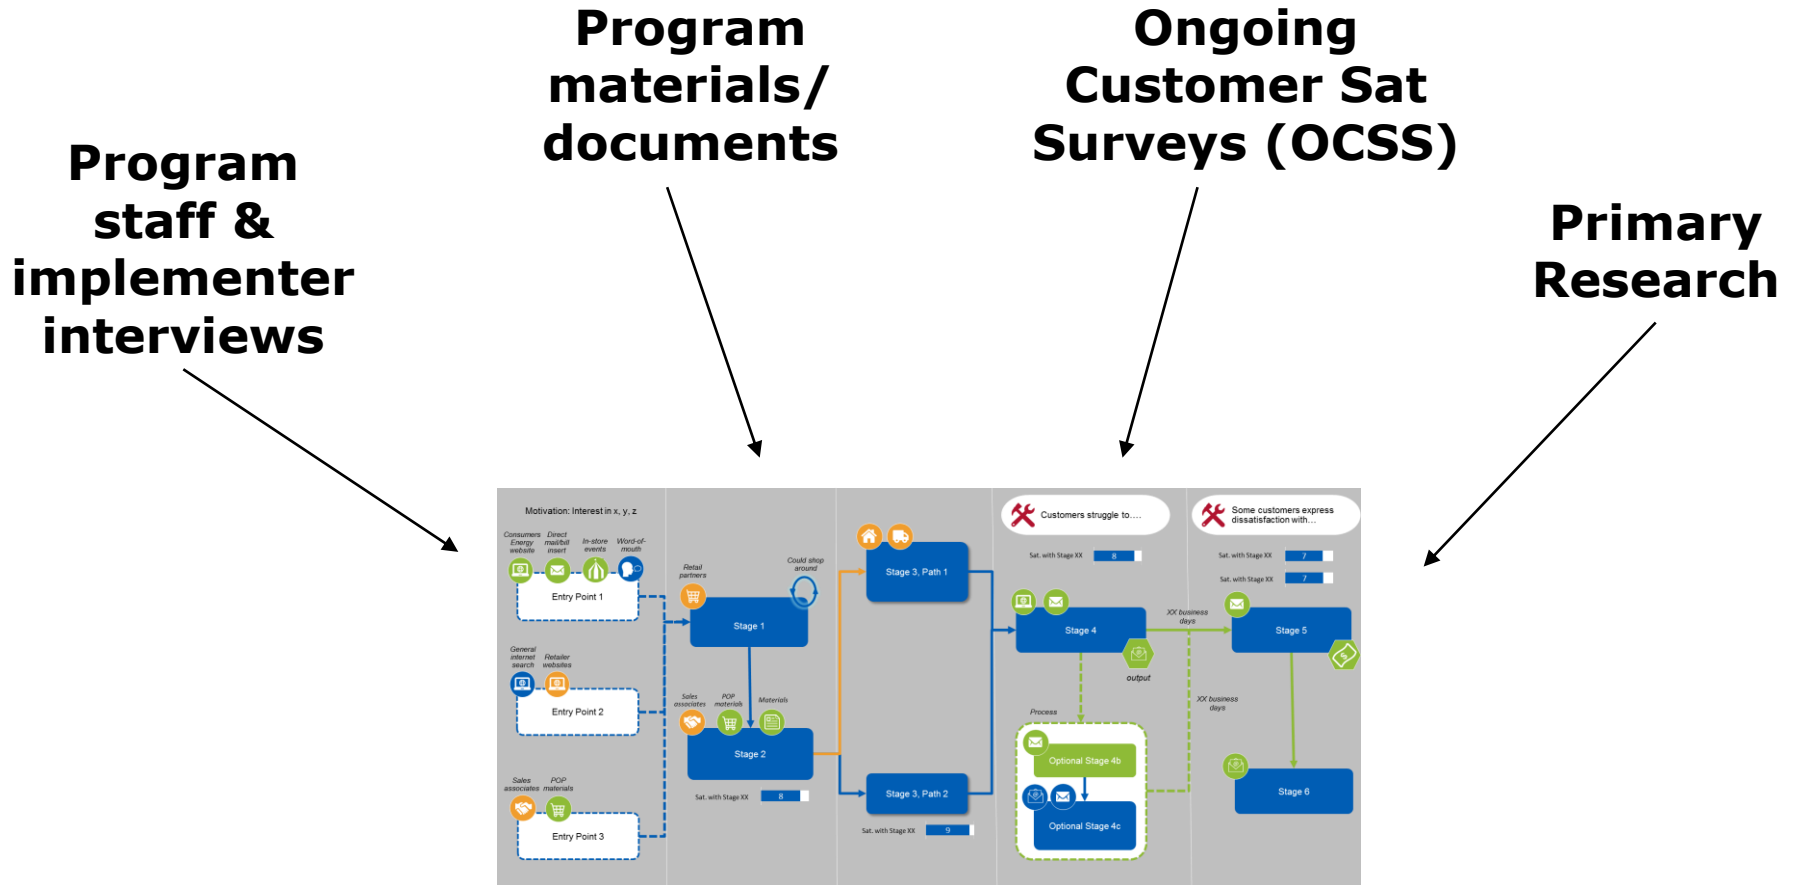 Program
staff &
implementer
interviews
Program
materials/
documents
Ongoing
Customer Sat
Surveys (OCSS)
Primary
Research
Motivation: Interest in x, y, z
Consumers
Energy
website
Direct
mail/bill
insert
In-store
events
Word-of-
mouth
Entry Point 1
General
internet
search
Retailer
websites
Entry Point 2
Sales
associates
POP
materials
Entry Point 3
Retail
partners
Could shop
around
Stage 1
Sales
associates
POP
materials
Materials
Stage 2
Sat. with Stage XX 8
Stage 3, Path 1
Stage 3, Path 2
Sat. with Stage XX 9
Customers struggle to....
Sat. with Stage XX 8
Stage 4
output
XX business
days
Process
Optional Stage 4b
Optional Stage 4c
Some customers express
dissatisfaction with...
Sat. with Stage XX 7
Sat. with Stage XX 7
Stage 5
XX business
days
Stage 6